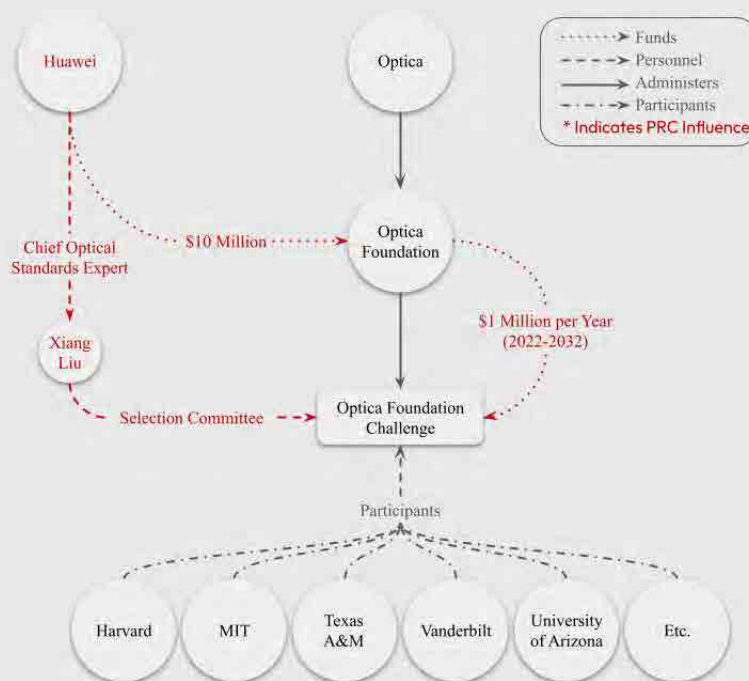 Huawei
Optica
Funds
Personnel
Administers
Participants
* Indicates PRC Influence
Chief Optical
Standards Expert
$10 Million
Optica
Foundation
$1 Million per Year
(2022-2032)
Xiang
Liu
Selection Committee
Optica Foundation
Challenge
Participants
Harvard
MIT
Texas
A&M
Vanderbilt
University
of Arizona
Etc.